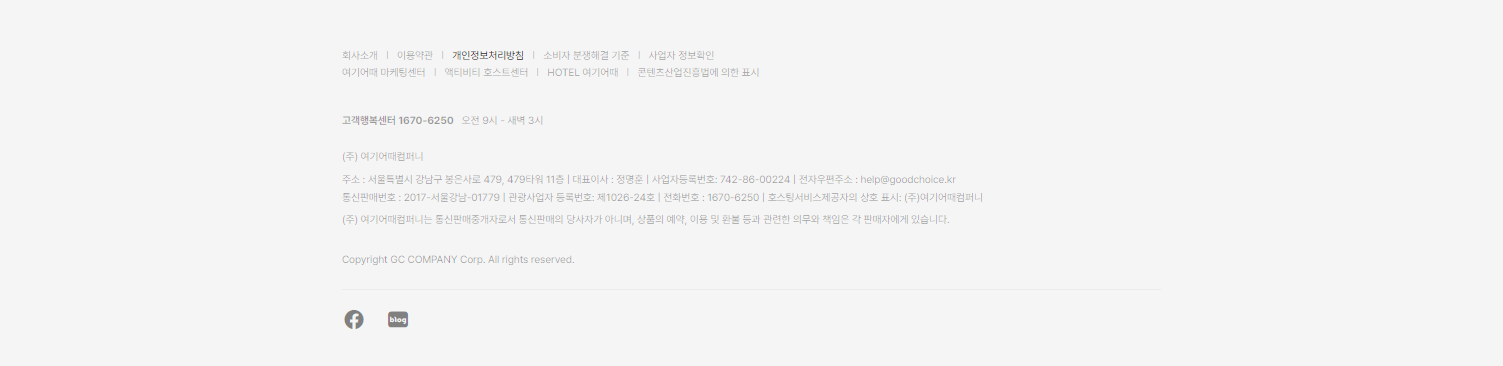 회사소개 | 이용약관 | 개인정보처리방침 | 소비자 분쟁해결 기준 | 사업자 정보확인
여기어때 마케팅센터 | 액티비티 호스트센터 | HOTEL 여기어때 | 콘텐츠산업진흥법에 의한 표시
고객행복센터 1670-6250 오전 9시 - 새벽 3시
(주) 여기어때컴퍼니
주소 : 서울특별시 강남구 봉은사로 479, 479타워 11층 | 대표이사 : 정명훈 | 사업자등록번호: 742-86-00224 | 전자우편주소 : help@goodchoice.kr
통신판매번호 : 2017-서울강남-01779 | 관광사업자 등록번호: 제1026-24호 | 전화번호 : 1670-6250 | 호스팅서비스제공자의 상호 표시: (주)여기어때컴퍼니
(주) 여기어때컴퍼니는 통신판매중개자로서 통신판매의 당사자가 아니며, 상품의 예약, 이용 및 환불 등과 관련한 의무와 책임은 각 판매자에게 있습니다.
Copyright GC COMPANY Corp. All rights reserved.
blog